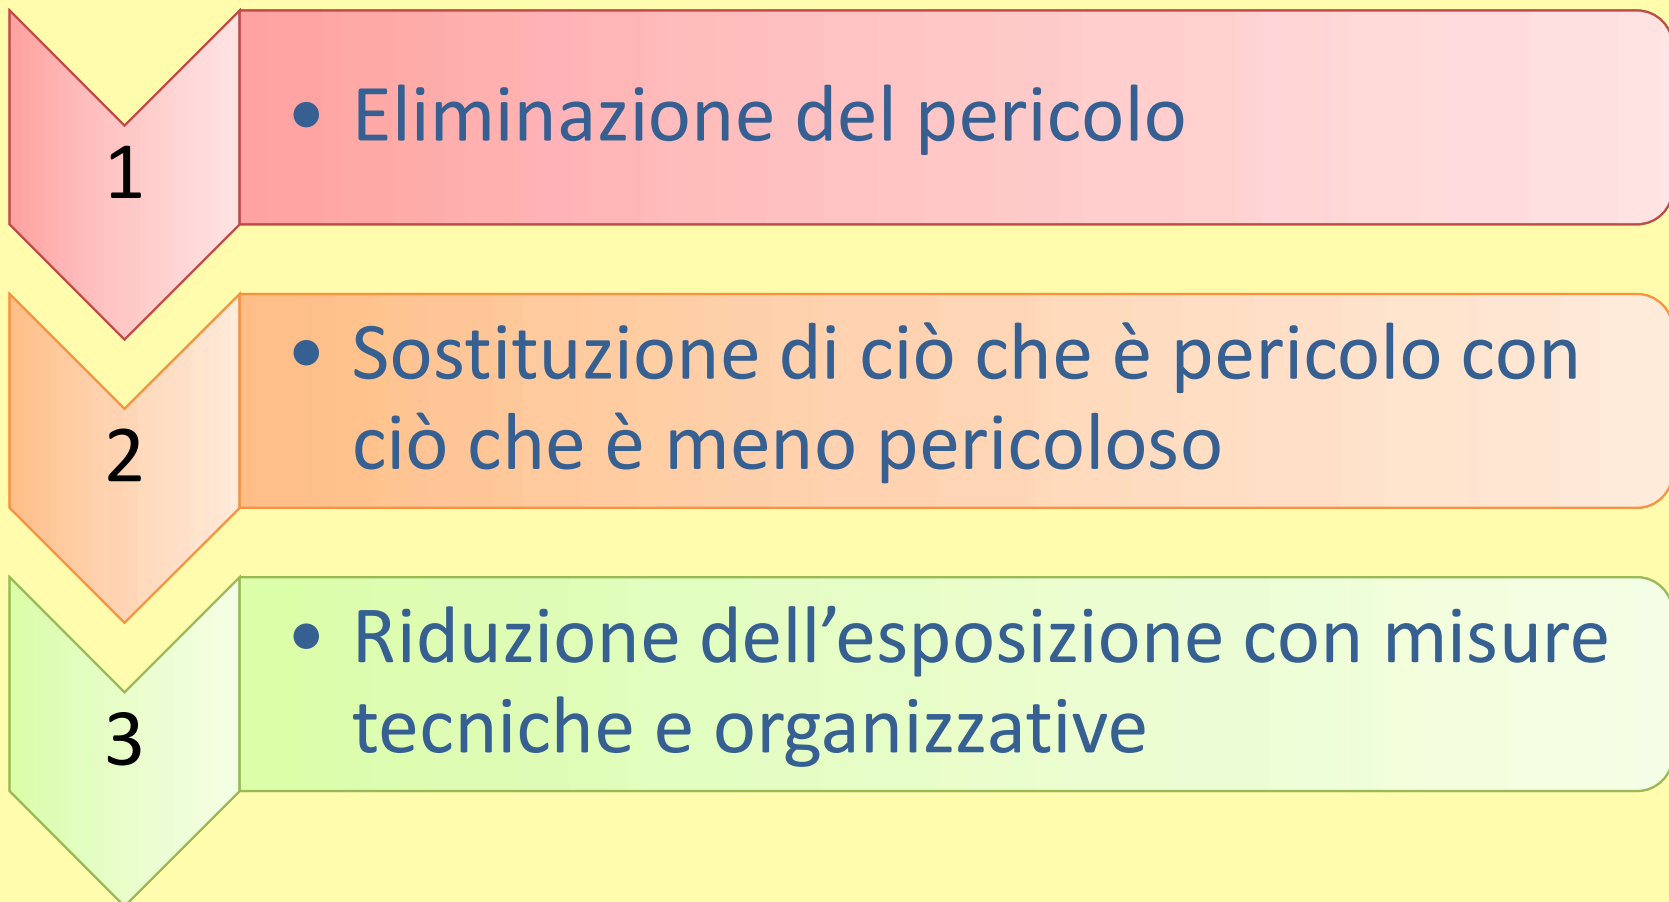 1
• Eliminazione del pericolo
2
• Sostituzione di ciò che è pericolo con
ciò che è meno pericoloso
3
• Riduzione dell’esposizione con misure
tecniche e organizzative